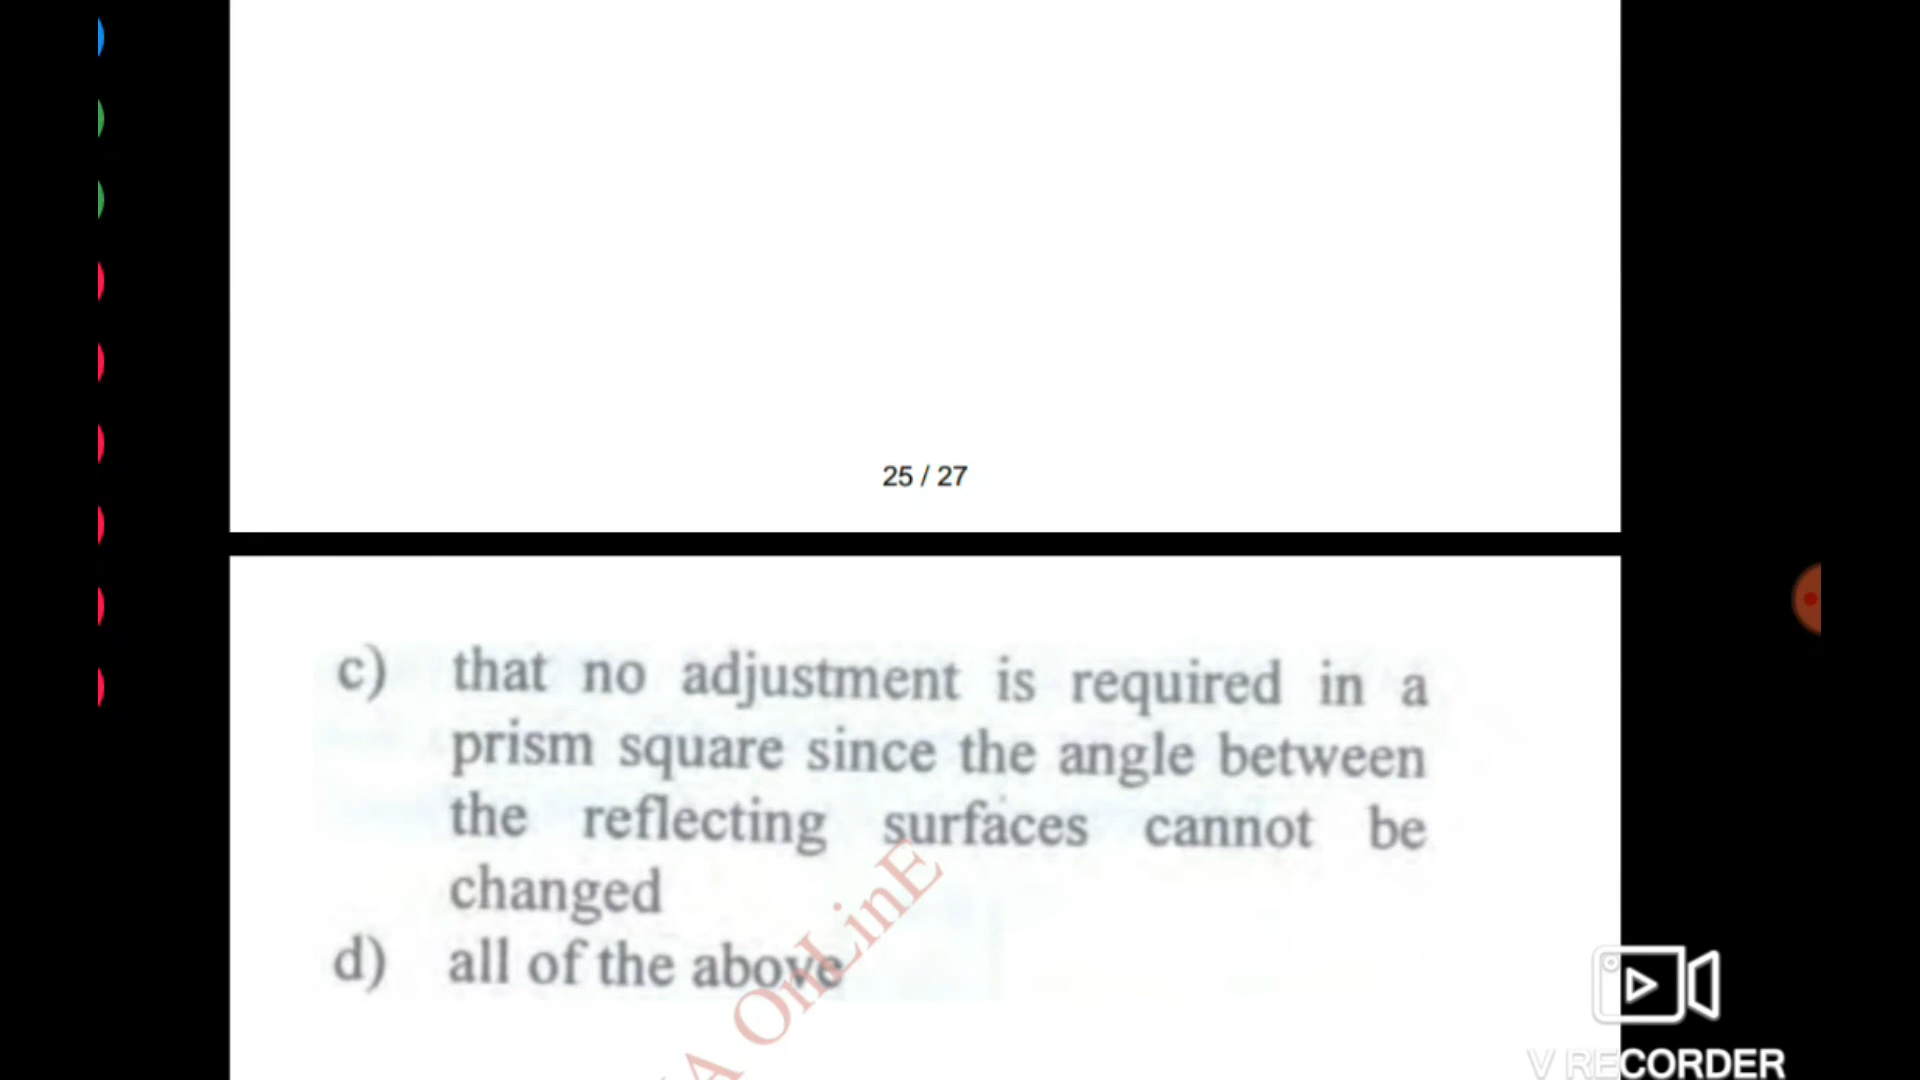 25 / 27
c) that no adjustment is required in a
prism square since the angle between
the reflecting surfaces cannot be
changed
d) all of the above
A OnLinE
V RECORDER